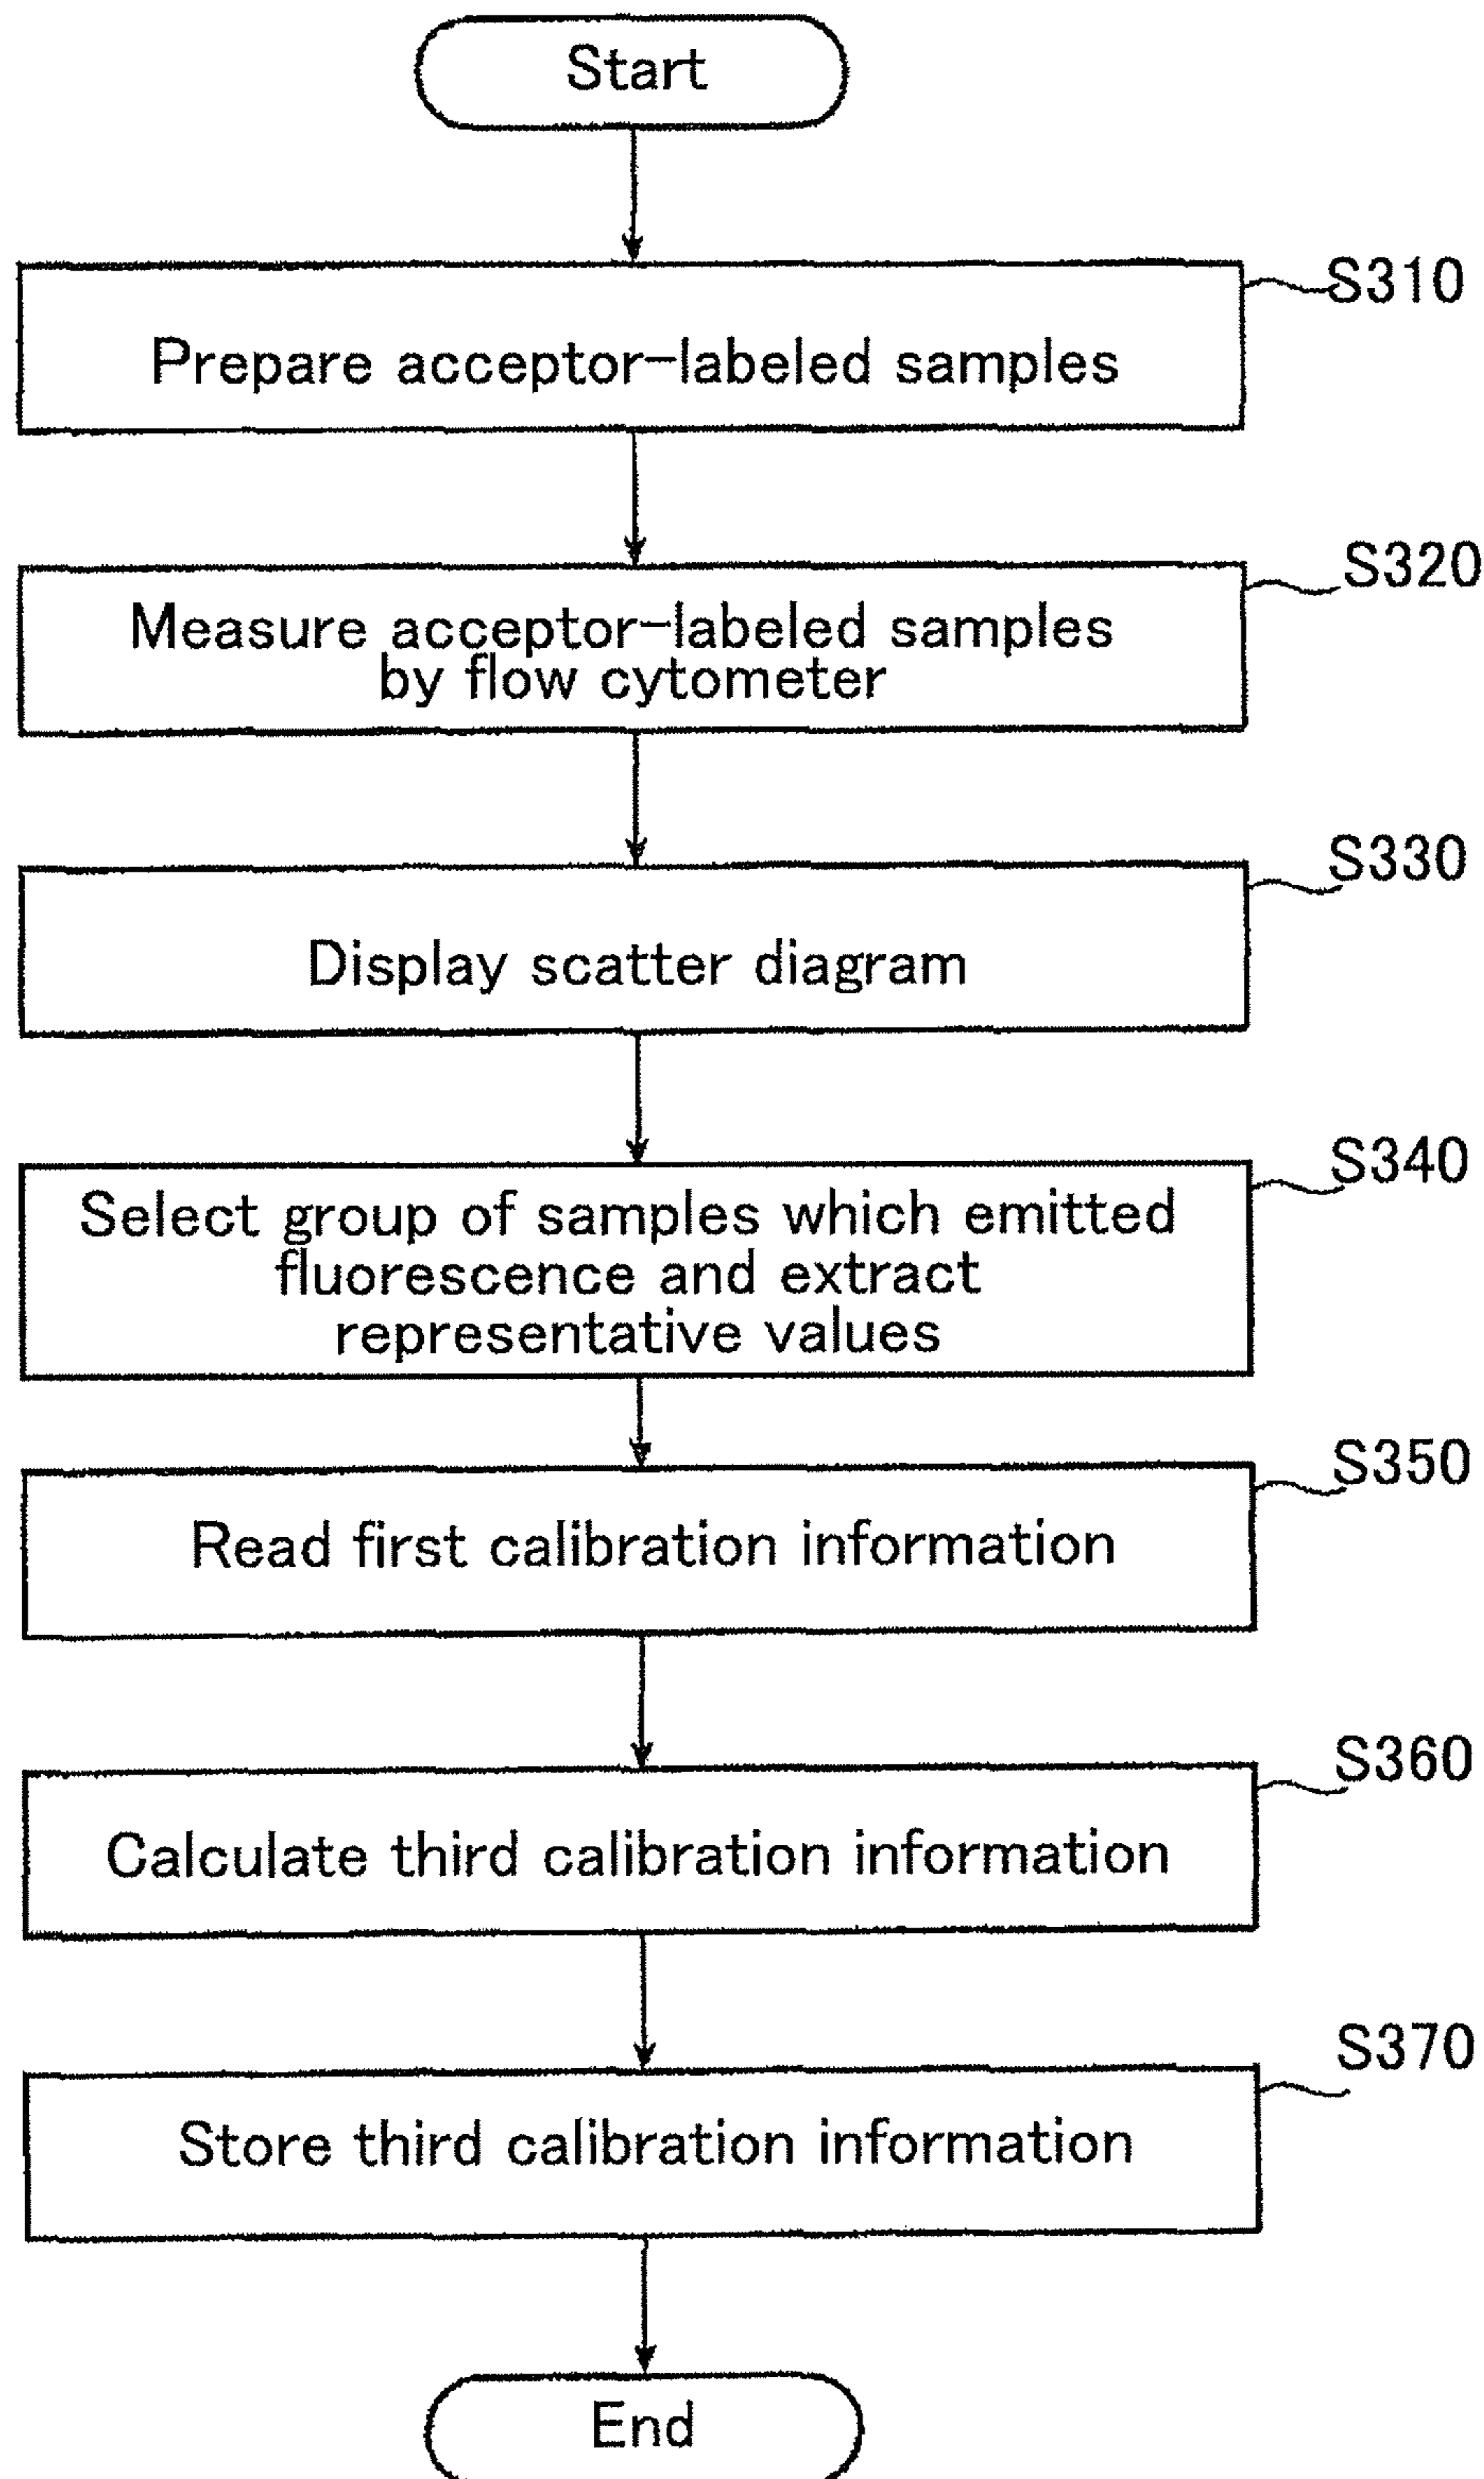 Start
S310
Prepare acceptor-labeled samples
S320
Measure acceptor-labeled samples
by flow cytometer
S330
Display scatter diagram
S340
Select group of samples which emitted
fluorescence and extract
representative values
S350
Read first calibration information
S360
Calculate third calibration information
S370
Store third calibration information
End